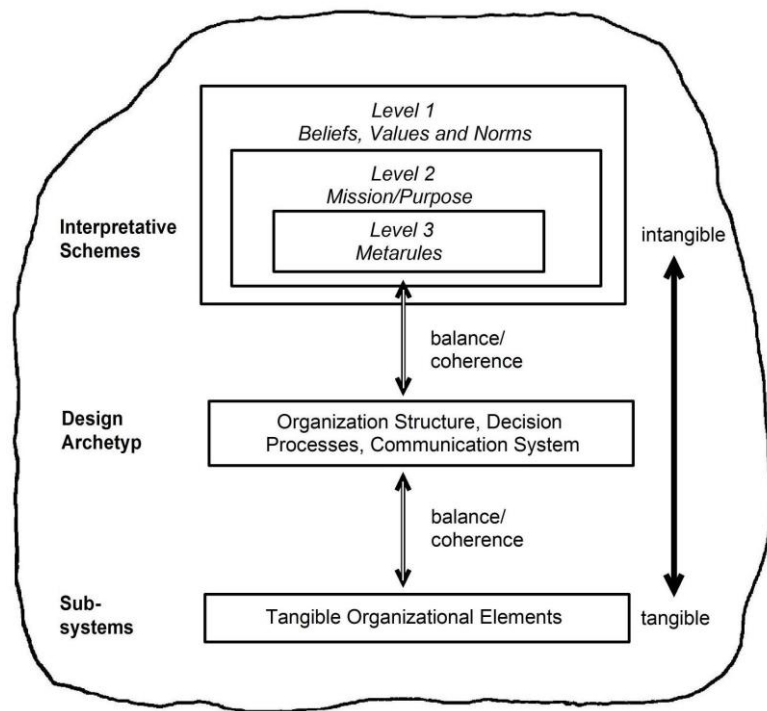 Level 1
Beliefs, Values and Norms
Level 2
Mission/Purpose
Level 3
Metarules
Interpretative
Schemes
intangible
balance/
coherence
Design
Archetyp
Organization Structure, Decision
Processes, Communication System
balance/
coherence
Sub-
systems
Tangible Organizational Elements
tangible